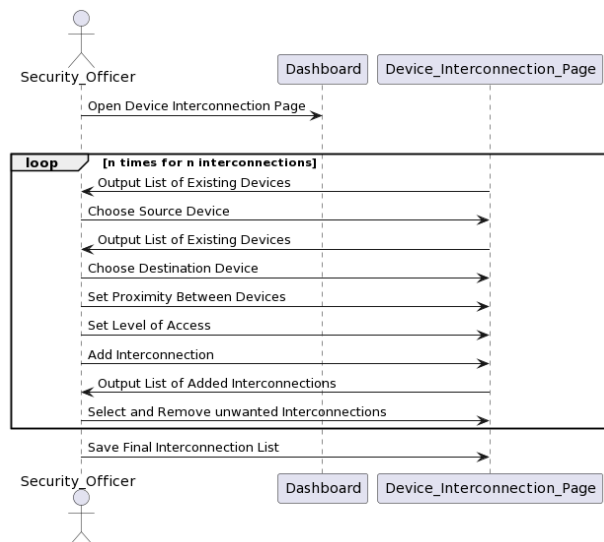 Security_Officer
Dashboard
Device_Interconnection_Page
Open Device Interconnection Page
loop
[n times for n interconnections]
Output List of Existing Devices
Choose Source Device
Output List of Existing Devices
Choose Destination Device
Set Proximity Between Devices
Set Level of Access
Add Interconnection
Output List of Added Interconnections
Select and Remove unwanted Interconnections
Save Final Interconnection List
Security_Officer
Dashboard
Device_Interconnection_Page